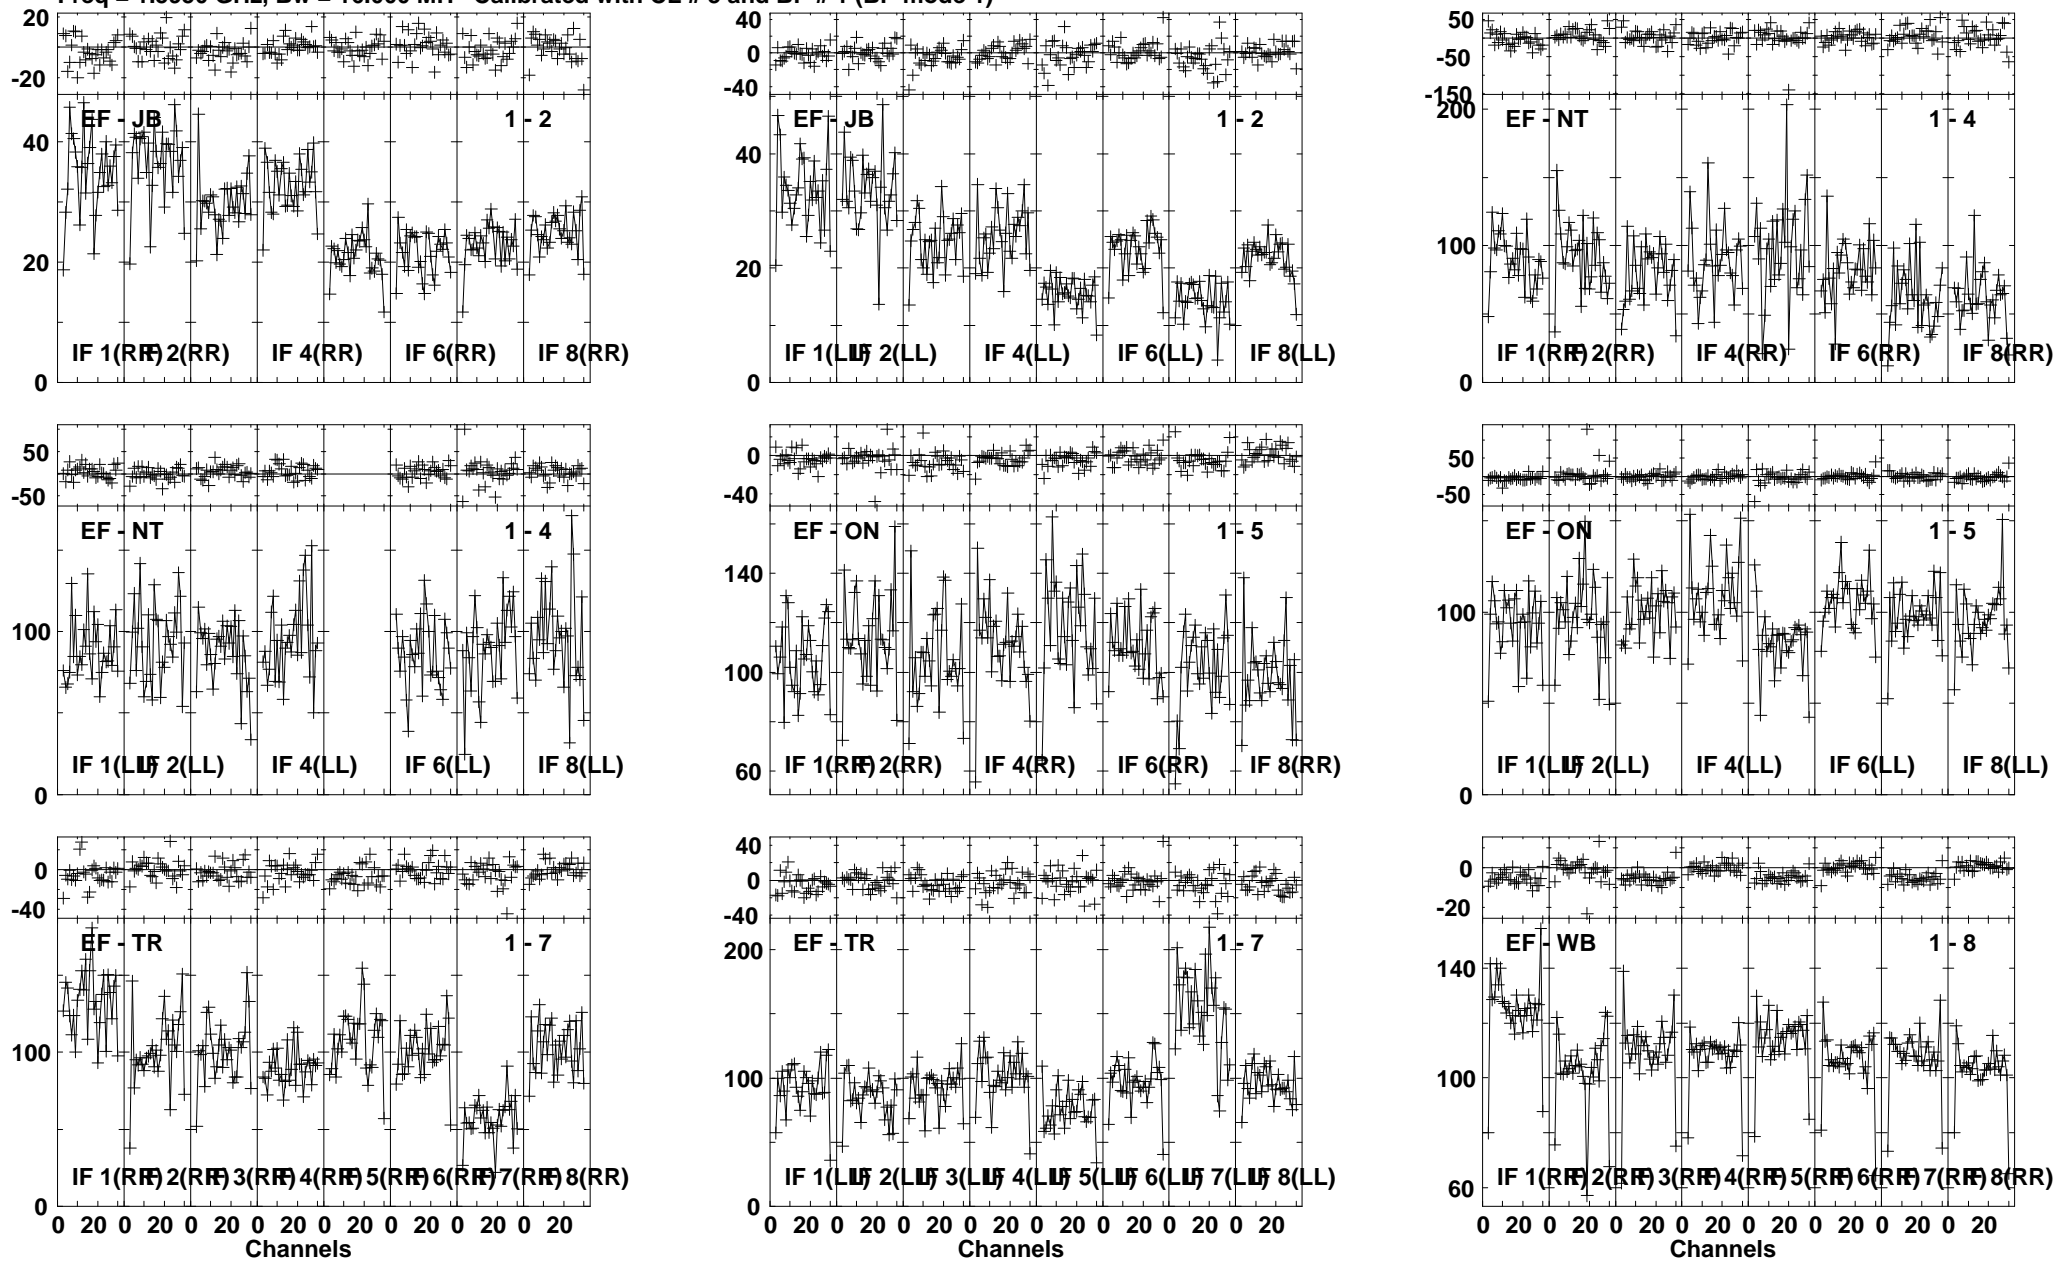 20
-20
EF - JB 1 - 2
40
20
0
IF 1(RR) IF 2(RR) IF 4(RR) IF 6(RR) IF 8(RR)
40
0
-40
EF - JB 1 - 2
40
20
0
IF 1(LL) IF 2(LL) IF 4(LL) IF 6(LL) IF 8(LL)
50
-50
-150
200
EF - NT 1 - 4
100
0
IF 1(RR) IF 2(RR) IF 4(RR) IF 6(RR) IF 8(RR)
50
-50
EF - NT 1 - 4
100
0
IF 1(LL) IF 2(LL) IF 4(LL) IF 6(LL) IF 8(LL)
0
-40
EF - ON 1 - 5
140
100
60
IF 1(RR) IF 2(RR) IF 4(RR) IF 6(RR) IF 8(RR)
50
-50
EF - ON 1 - 5
100
0
IF 1(LL) IF 2(LL) IF 4(LL) IF 6(LL) IF 8(LL)
0
-40
EF - TR 1 - 7
100
0
IF 1(RR) IF 2(RR) IF 3(RR) IF 4(RR) IF 5(RR) IF 6(RR) IF 7(RR) IF 8(RR)
0 20 0 20 0 20 0 20 0 20 0 20 0 20 0 20
Channels
40
0
-40
EF - TR 1 - 7
200
100
0
IF 1(LL) IF 2(LL) IF 3(LL) IF 4(LL) IF 5(LL) IF 6(LL) IF 7(LL) IF 8(LL)
0 20 0 20 0 20 0 20 0 20 0 20 0 20 0 20
Channels
0
-20
EF - WB 1 - 8
140
100
60
IF 1(RR) IF 2(RR) IF 3(RR) IF 4(RR) IF 5(RR) IF 6(RR) IF 7(RR) IF 8(RR)
0 20 0 20 0 20 0 20 0 20 0 20 0 20 0 20
Channels